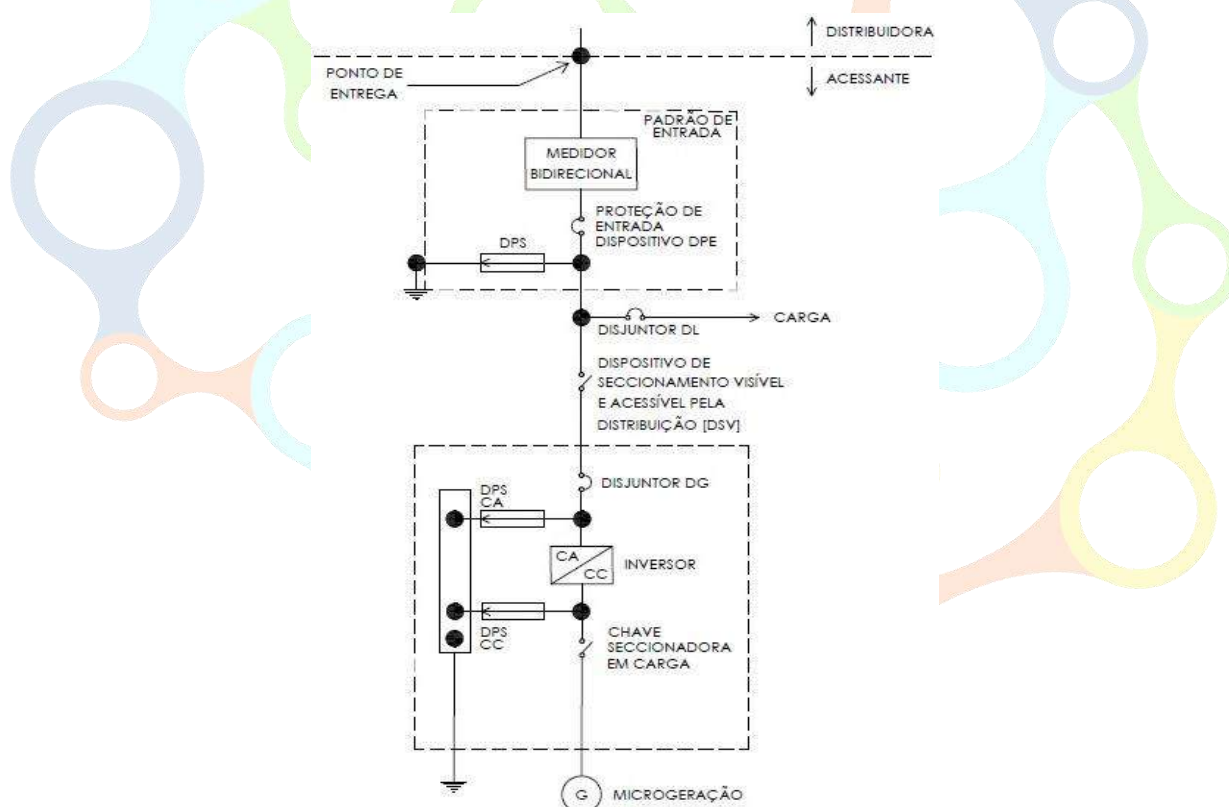 DISTRIBUIDORA
PONTO DE
ENTREGA
ACESSANTE
PADRÃO DE
ENTRADA
MEDIDOR
BIDIRECIONAL
PROTEÇÃO DE
ENTRADA
DISPOSITIVO DPE
DPS
CARGA
DISJUNTOR DL
DISPOSITIVO DE
SECCIONAMENTO VISÍVEL
E ACESSÍVEL PELA
DISTRIBUIÇÃO [DSV]
DISJUNTOR DG
DPS
CA
CA
CC
INVERSOR
DPS
CC
CHAVE
SECCIONADORA
EM CARGA
G
MICROGERAÇÃO